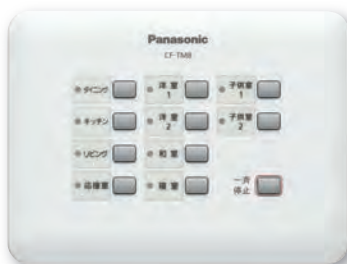 Panasonic
CF-TM8
ダイニング
洋室
1
子供室
1
キッチン
洋室
2
子供室
2
リビング
和室
応接室
寝室
一斉
停止